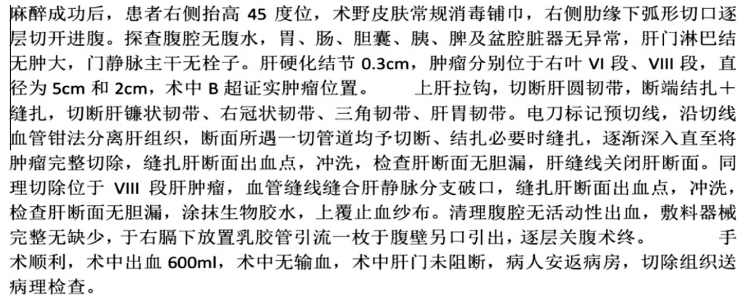 麻醉成功后，患者右侧抬高 45 度位，术野皮肤常规消毒铺巾，右侧肋缘下弧形切口逐
层切开进腹。探查腹腔无腹水，胃、肠、胆囊、胰、脾及盆腔脏器无异常，肝门淋巴结
无肿大，门静脉主干无栓子。肝硬化结节 0.3cm，肿瘤分别位于右叶 VI 段、VIII 段，直
径为 5cm 和 2cm，术中 B 超证实肿瘤位置。 上肝拉钩，切断肝圆韧带，断端结扎＋
缝扎，切断肝镰状韧带、右冠状韧带、三角韧带、肝胃韧带。电刀标记预切线，沿切线
血管钳法分离肝组织，断面所遇一切管道均予切断、结扎必要时缝扎，逐渐深入直至将
肿瘤完整切除，缝扎肝断面出血点，冲洗，检查肝断面无胆漏，肝缝线关闭肝断面。同
理切除位于 VIII 段肝肿瘤，血管缝线缝合肝静脉分支破口，缝扎肝断面出血点，冲洗，
检查肝断面无胆漏，涂抹生物胶水，上覆止血纱布。清理腹腔无活动性出血，敷料器械
完整无缺少，于右膈下放置乳胶管引流一枚于腹壁另口引出，逐层关腹术终。 手
术顺利，术中出血 600ml，术中无输血，术中肝门未阻断，病人安返病房，切除组织送
病理检查。